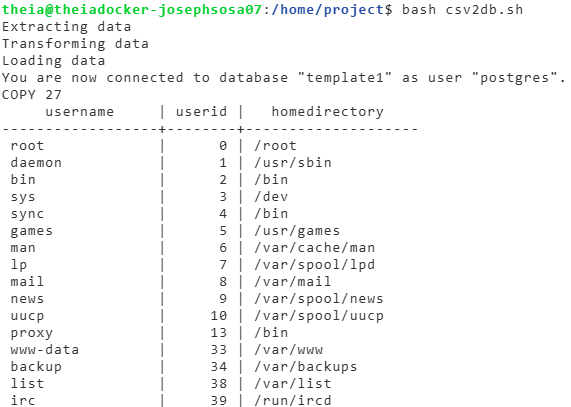 theia@theiadocker-josephsosa07:/home/project$ bash csv2db.sh
Extracting data
Transforming data
Loading data
You are now connected to database "template1" as user "postgres".
COPY 27
     username     | userid |   homedirectory
------------------+--------+--------------------
 root             |      0 | /root
 daemon           |      1 | /usr/sbin
 bin              |      2 | /bin
 sys              |      3 | /dev
 sync             |      4 | /bin
 games            |      5 | /usr/games
 man              |      6 | /var/cache/man
 lp               |      7 | /var/spool/lpd
 mail             |      8 | /var/mail
 news             |      9 | /var/spool/news
 uucp             |     10 | /var/spool/uucp
 proxy            |     13 | /bin
 www-data         |     33 | /var/www
 backup           |     34 | /var/backups
 list             |     38 | /var/list
 irc              |     39 | /run/ircd